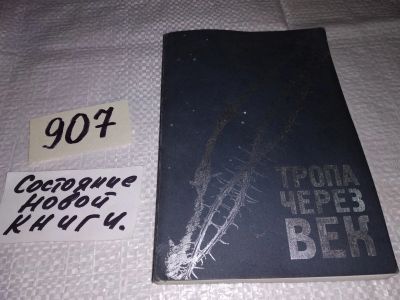 907
Состояние
новой
книги.
ТРОПА
ЧЕРЕЗ
ВЕК